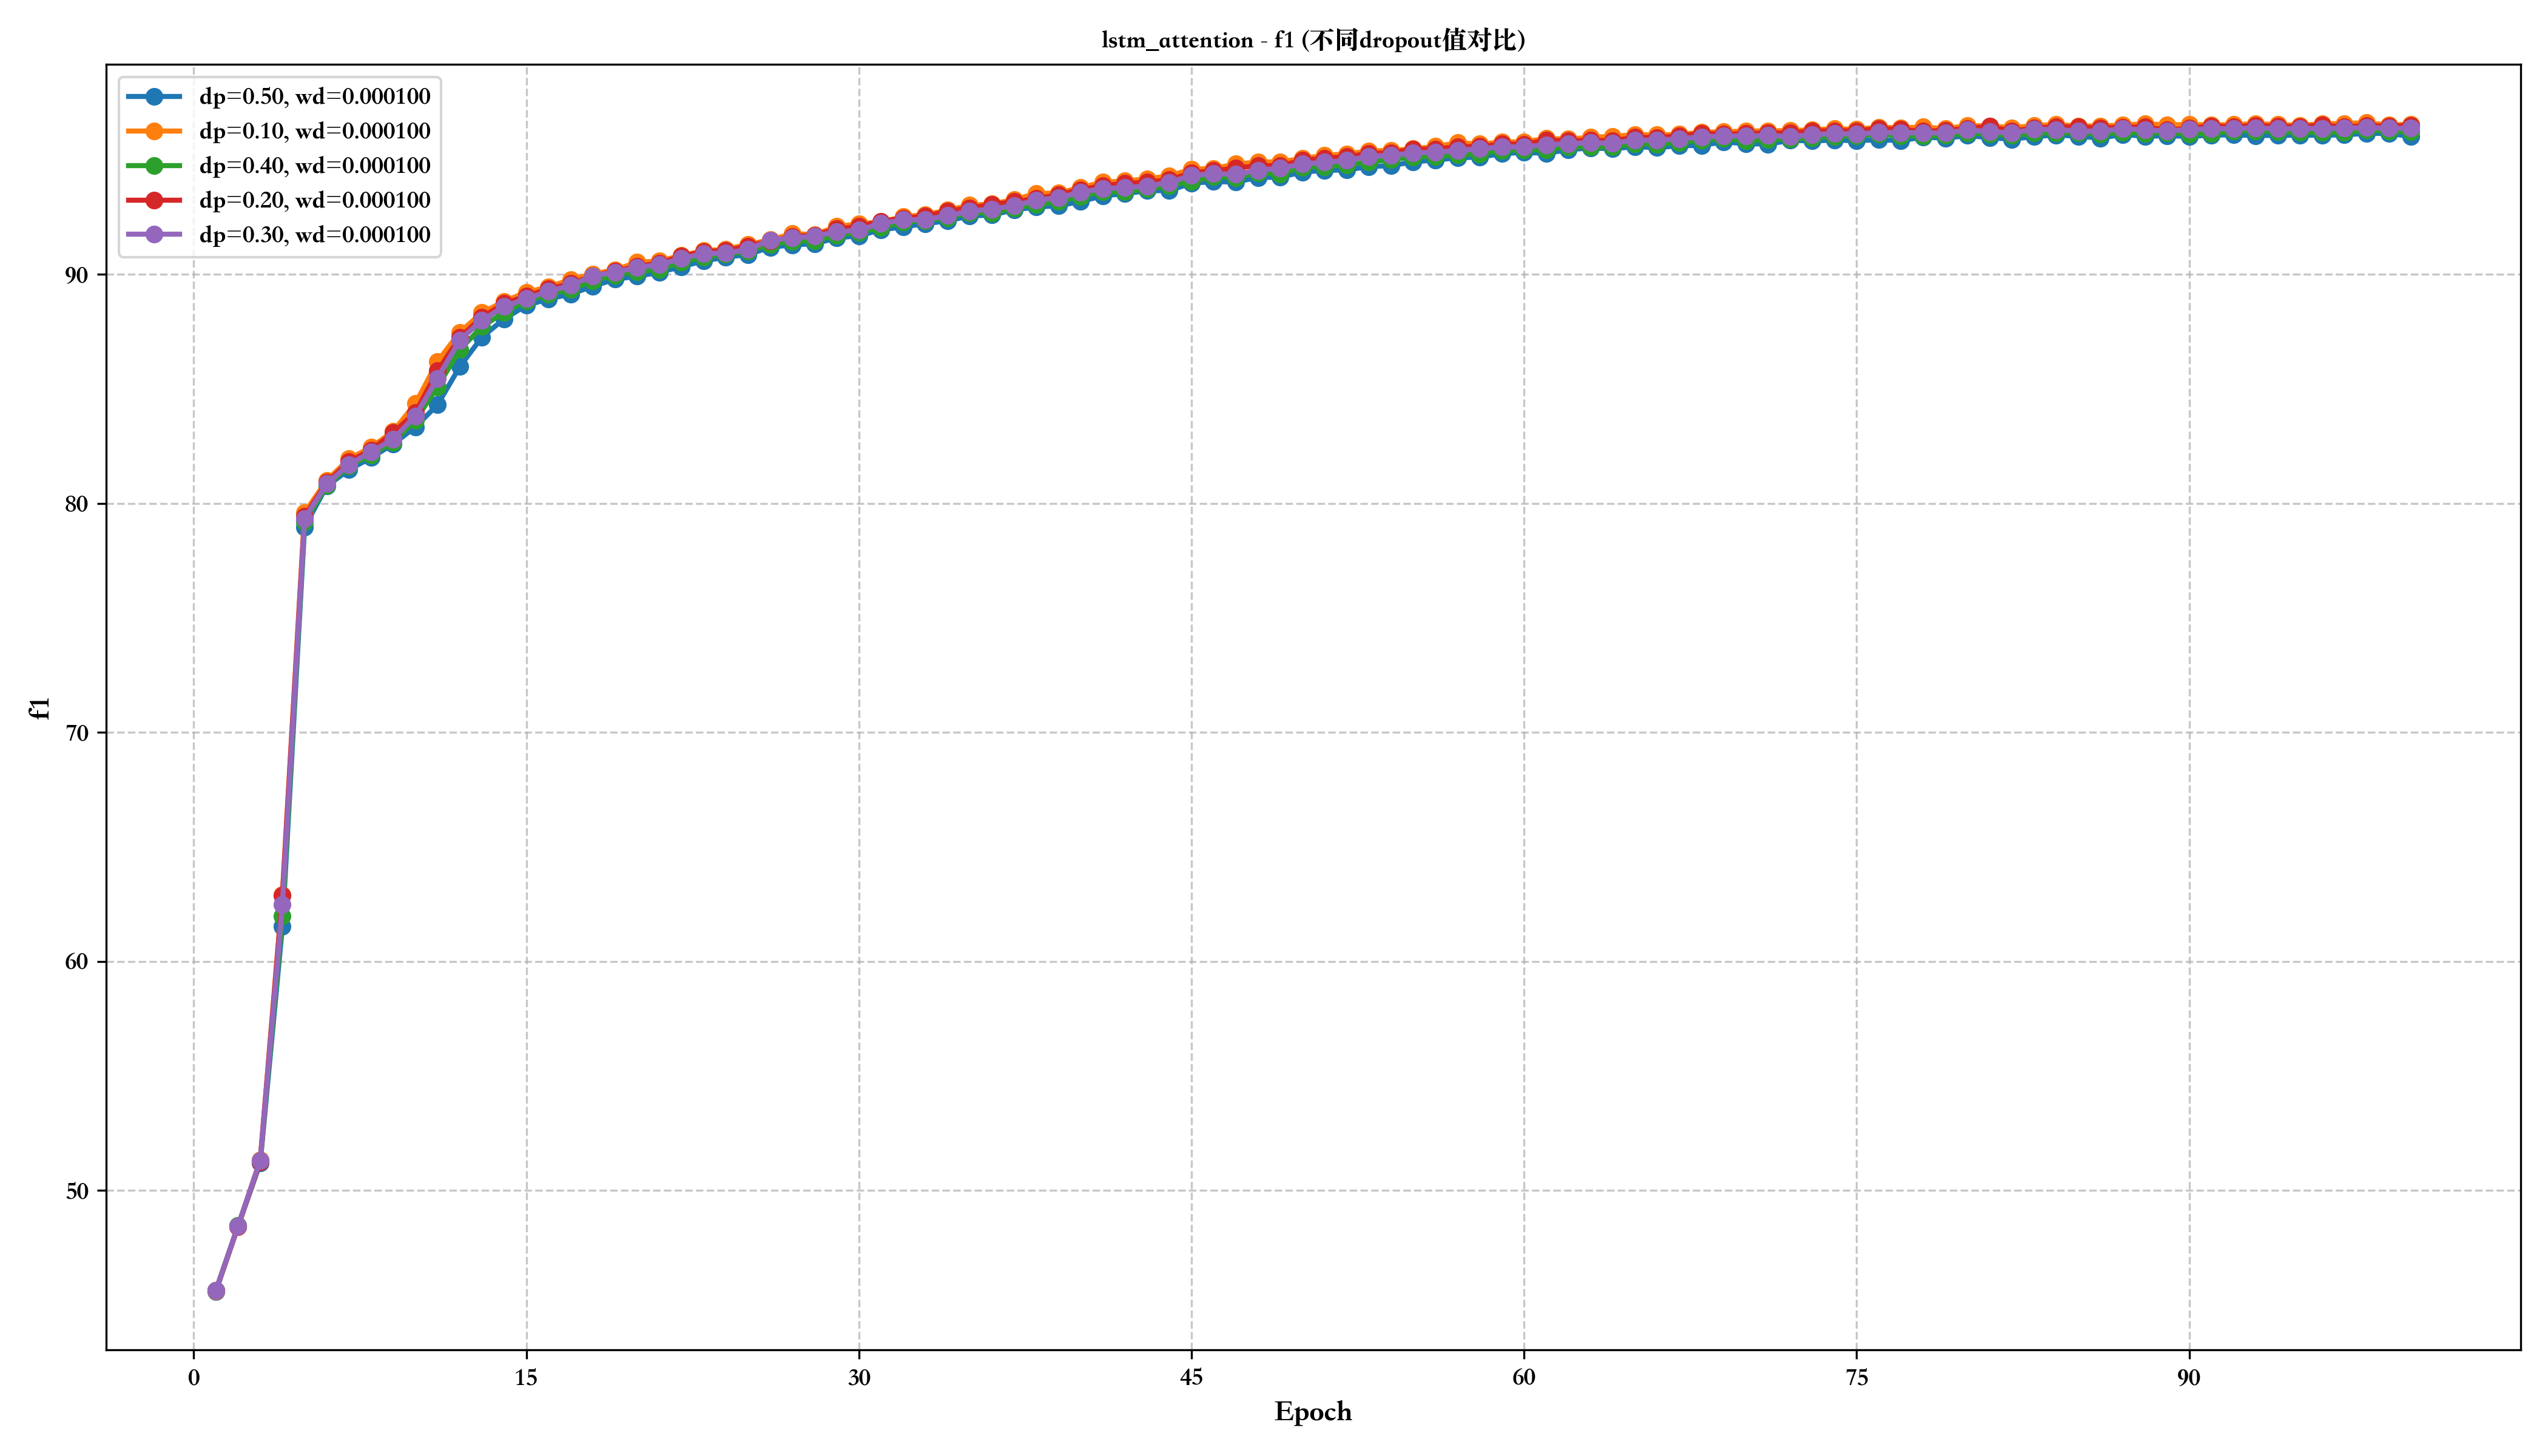 lstm_attention - f1 (不同dropout值对比)
dp=0.50, wd=0.000100
dp=0.10, wd=0.000100
dp=0.40, wd=0.000100
dp=0.20, wd=0.000100
dp=0.30, wd=0.000100
f1
90
80
70
60
50
0 15 30 45 60 75 90
Epoch